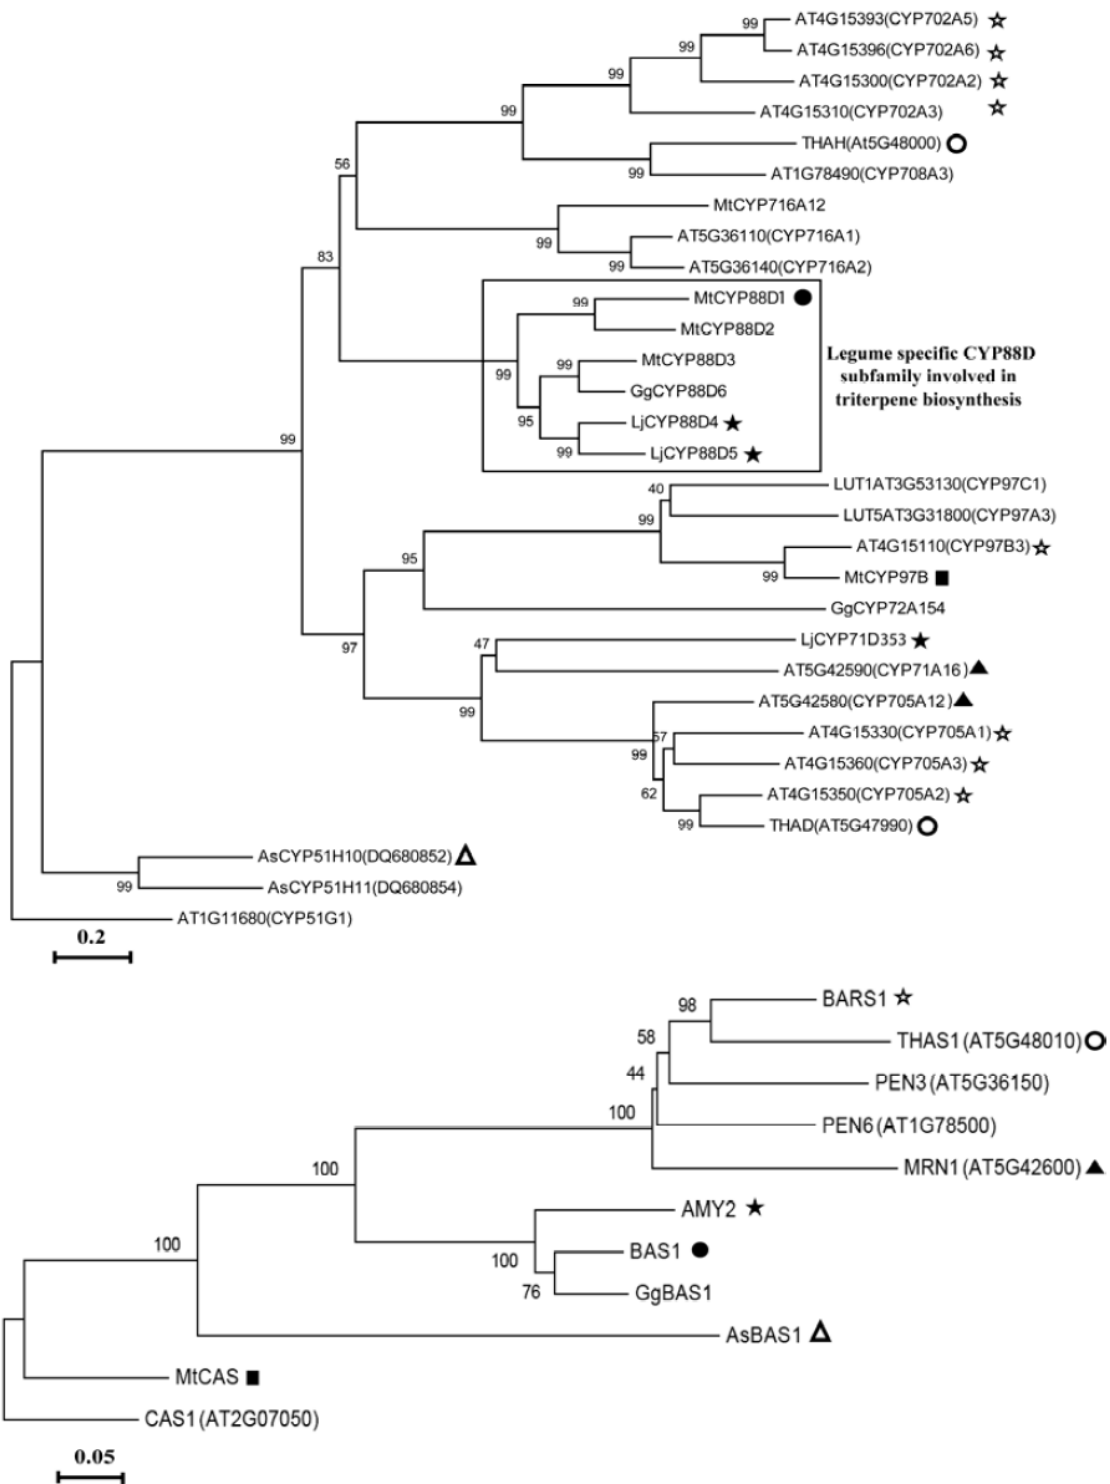 99
AT4G15393(CYP702A5)
99
AT4G15396(CYP702A6)
99
AT4G15300(CYP702A2)
99
AT4G15310(CYP702A3)
THAH(At5G48000)
99
AT1G78490(CYP708A3)
56
MtCYP716A12
99
AT5G36110(CYP716A1)
83
99
AT5G36140(CYP716A2)
99
MtCYP88D1
MtCYP88D2
Legume specific CYP88D
subfamily involved in
triterpene biosynthesis
99
MtCYP88D3
99
GgCYP88D6
95
LjCYP88D4
99
LjCYP88D5
99
40
LUT1AT3G53130(CYP97C1)
99
LUT5AT3G31800(CYP97A3)
95
AT4G15110(CYP97B3)
99
MtCYP97B
GgCYP72A154
97
47
LjCYP71D353
AT5G42590(CYP71A16)
99
AT5G42580(CYP705A12)
57
AT4G15330(CYP705A1)
99
AT4G15360(CYP705A3)
62
AT4G15350(CYP705A2)
99
THAD(AT5G47990)
AsCYP51H10(DQ680852)
99
AsCYP51H11(DQ680854)
AT1G11680(CYP51G1)
0.2
98
BARS1
58
THAS1(AT5G48010)
44
PEN3(AT5G36150)
100
PEN6(AT1G78500)
100
MRN1(AT5G42600)
AMY2
100
100
BAS1
76
GgBAS1
AsBAS1
MtCAS
CAS1(AT2G07050)
0.05